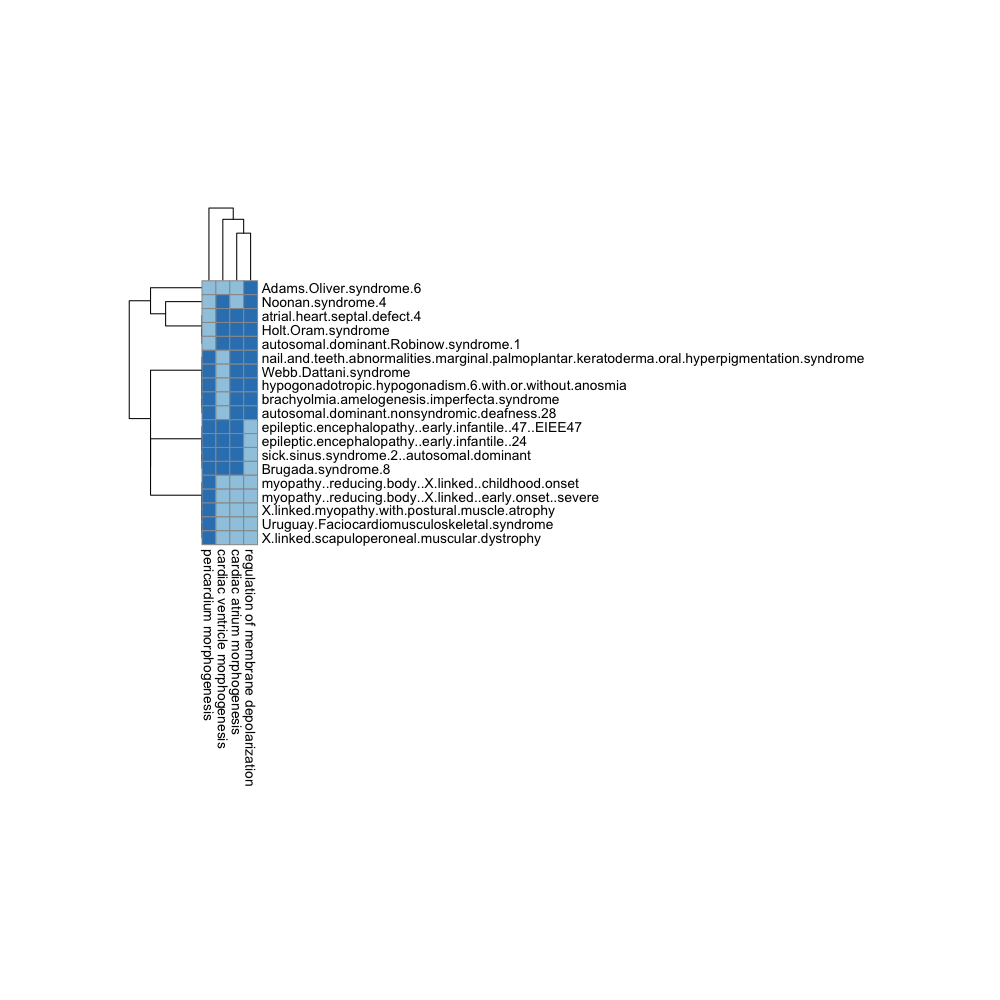 Adams.Oliver.syndrome.6
Noonan.syndrome.4
atrial.heart.septal.defect.4
Holt.Oram.syndrome
autosomal.dominant.Robinow.syndrome.1
nail.and.teeth.abnormalities.marginal.palmoplantar.keratoderma.oral.hyperpigmentation.syndrome
Webb.Dattani.syndrome
hypogonadotropic.hypogonadism.6.with.or.without.anosmia
brachyolmia.amelogenesis.imperfecta.syndrome
autosomal.dominant.nonsyndromic.deafness.28
epileptic.encephalopathy..early.infantile..47..EIEE47
epileptic.encephalopathy..early.infantile..24
sick.sinus.syndrome.2..autosomal.dominant
Brugada.syndrome.8
myopathy..reducing.body..X.linked..childhood.onset
myopathy..reducing.body..X.linked..early.onset..severe
X.linked.myopathy.with.postural.muscle.atrophy
Uruguay.Faciocardiomusculoskeletal.syndrome
X.linked.scapuloperoneal.muscular.dystrophy
pericardium morphogenesis
cardiac ventricle morphogenesis
cardiac atrium morphogenesis
regulation of membrane depolarization